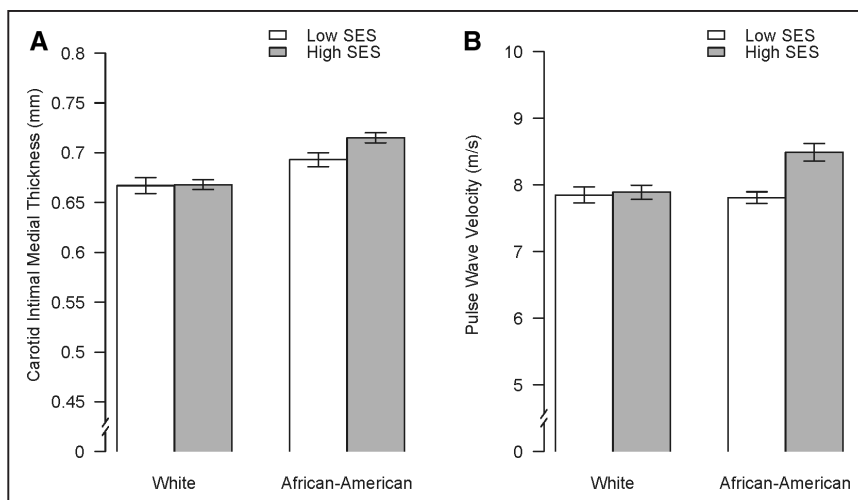 A
Low SES
High SES
Carotid Intimal Medial Thickness (mm)
0.8
0.75
0.7
0.65
0.6
0.55
0.5
0.45
0
White
African-American
B
Low SES
High SES
Pulse Wave Velocity (m/s)
10
9
8
7
6
5
0
White
African-American